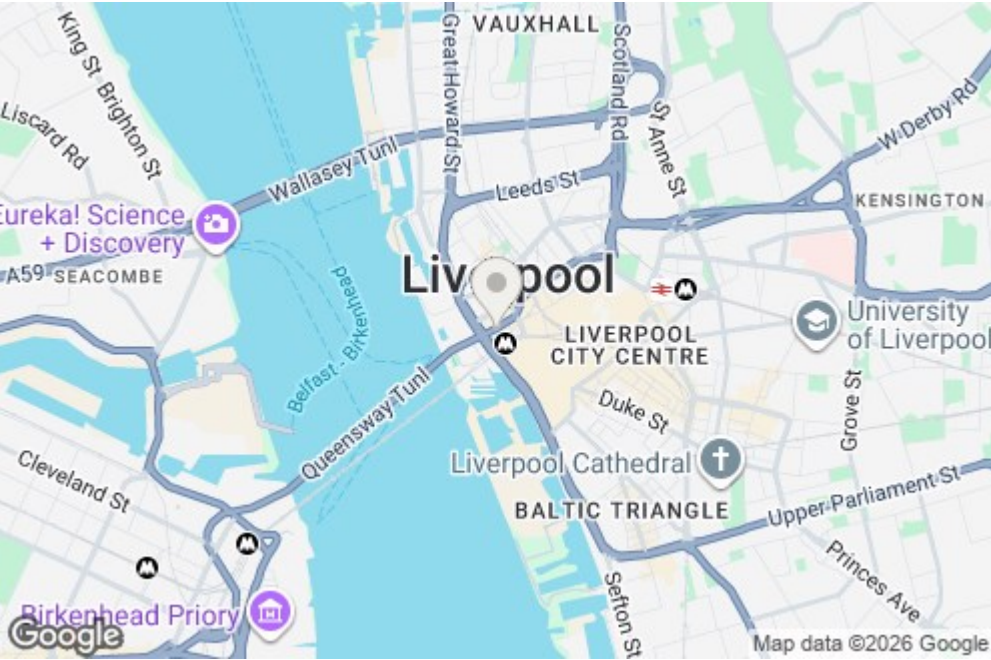 VAUXHALL
King St
Brighton St
Great Howard St
Scotland Rd
St Anne St
W Derby Rd
Liscard Rd
Wallasey Tunl
Leeds St
KENSINGTON
Eureka! Science
+ Discovery
A59
SEACOMBE
Liverpool
Belfast - Birkenhead
LIVERPOOL
CITY CENTRE
University
of Liverpool
Queensway Tunl
Duke St
Grove St
Cleveland St
Liverpool Cathedral
BALTIC TRIANGLE
Upper Parliament St
Princes Ave
Sefton St
Birkenhead Priory
Google
Map data ©2026 Google